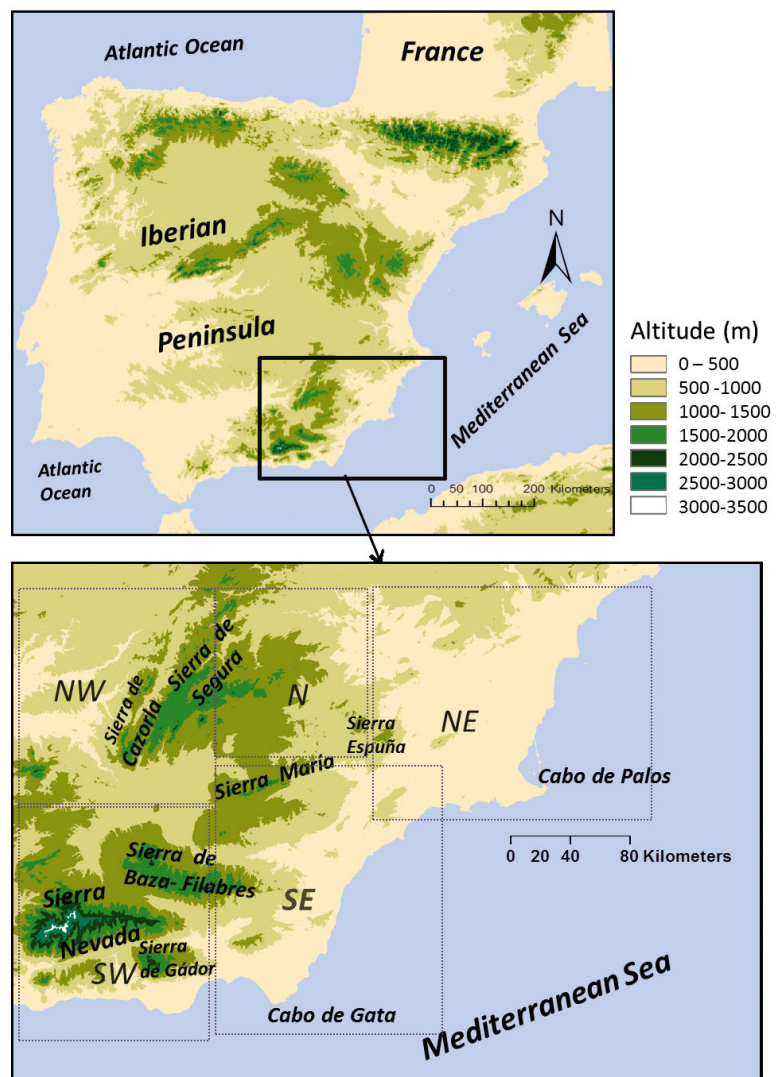 Atlantic Ocean
France
Iberian
Peninsula
N
Mediterranean Sea
Atlantic
Ocean
0 50 100 200 Kilometers
Altitude (m)
0 – 500
500 -1000
1000- 1500
1500-2000
2000-2500
2500-3000
3000-3500
NW
Sierra de
Cazorla
Sierra de
Segura
N
Sierra
Espuña
NE
Sierra Maria
Cabo de Palos
0 20 40 80 Kilometers
Sierra de
Baza- Filabres
Sierra
Nevada
SE
Sierra
de Gádor
SW
Cabo de Gata
Mediterranean Sea